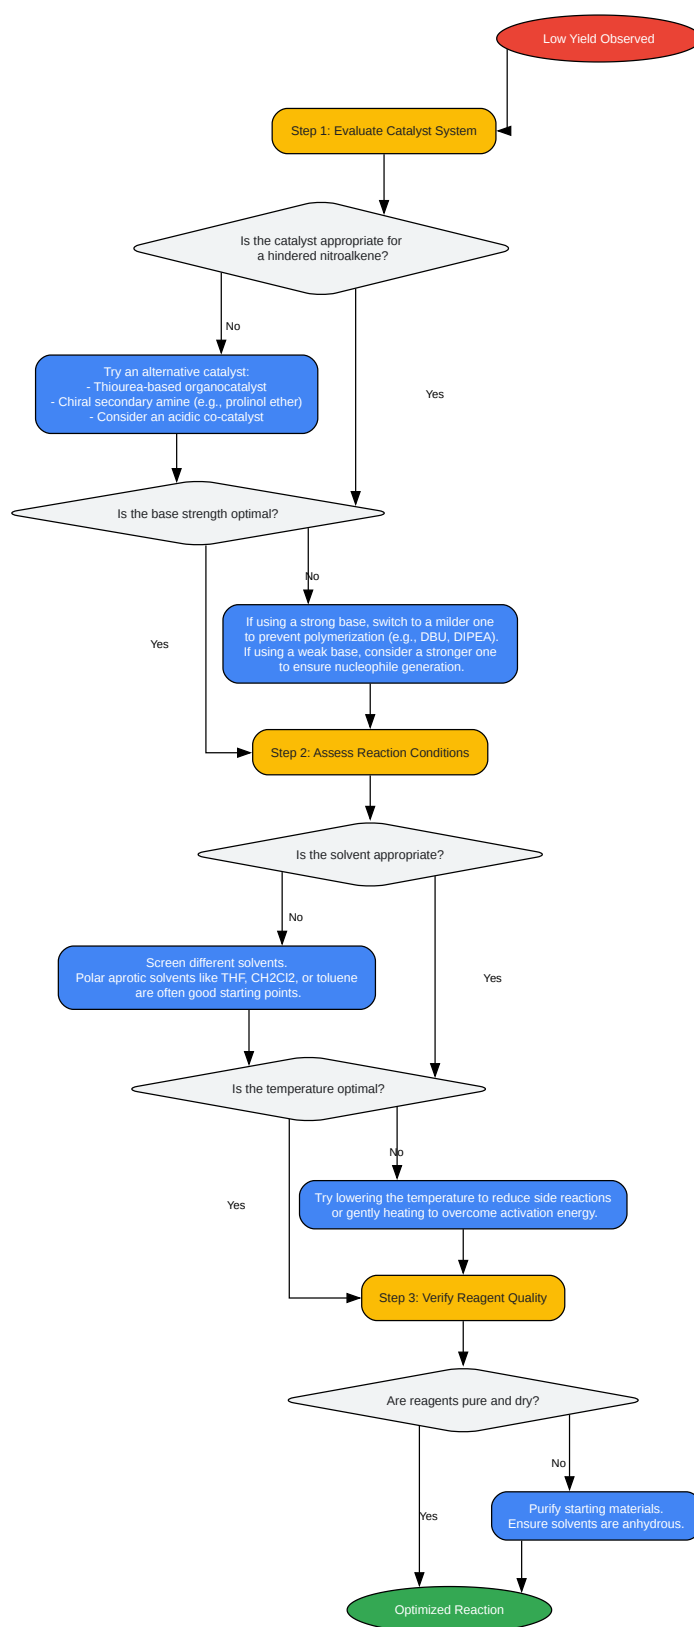 Low Yield Observed
Step 1: Evaluate Catalyst System
Is the catalyst appropriate for
a hindered nitroalkene?
No
Try an alternative catalyst:
- Thiourea-based organocatalyst
- Chiral secondary amine (e.g., prolinol ether)
- Consider an acidic co-catalyst
Yes
Is the base strength optimal?
No
If using a strong base, switch to a milder one
to prevent polymerization (e.g., DBU, DIPEA).
If using a weak base, consider a stronger one
to ensure nucleophile generation.
Yes
Step 2: Assess Reaction Conditions
Is the solvent appropriate?
No
Screen different solvents.
Polar aprotic solvents like THF, CH2Cl2, or toluene
are often good starting points.
Yes
Is the temperature optimal?
No
Try lowering the temperature to reduce side reactions
or gently heating to overcome activation energy.
Yes
Step 3: Verify Reagent Quality
Are reagents pure and dry?
No
Purify starting materials.
Ensure solvents are anhydrous.
Yes
Optimized Reaction